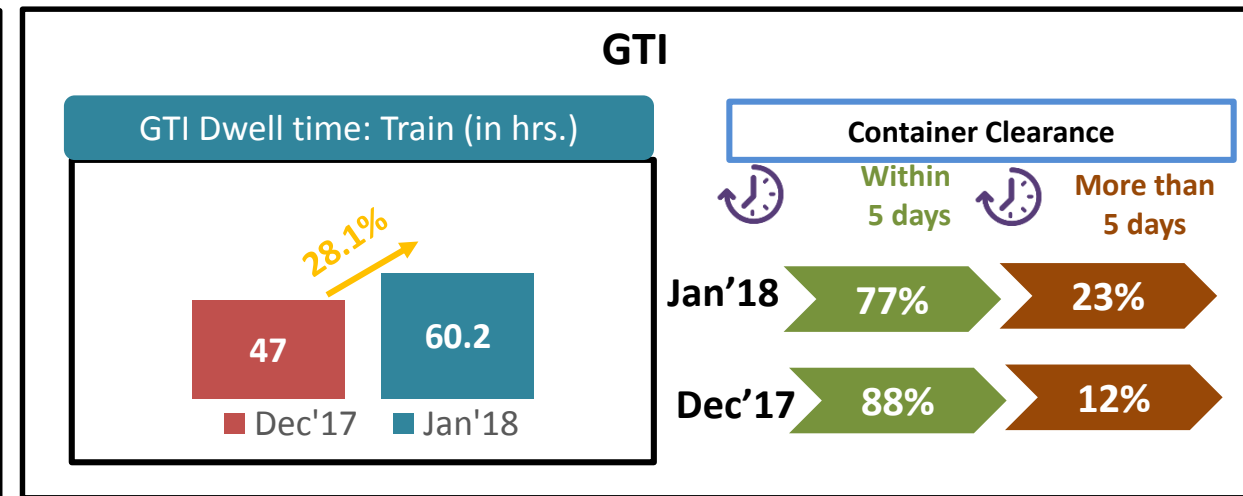 GTI
GTI Dwell time: Train (in hrs.)
28.1%
47
60.2
Dec'17
Jan'18
Container Clearance
Within
5 days
More than
5 days
Jan’18
77%
23%
Dec’17
88%
12%